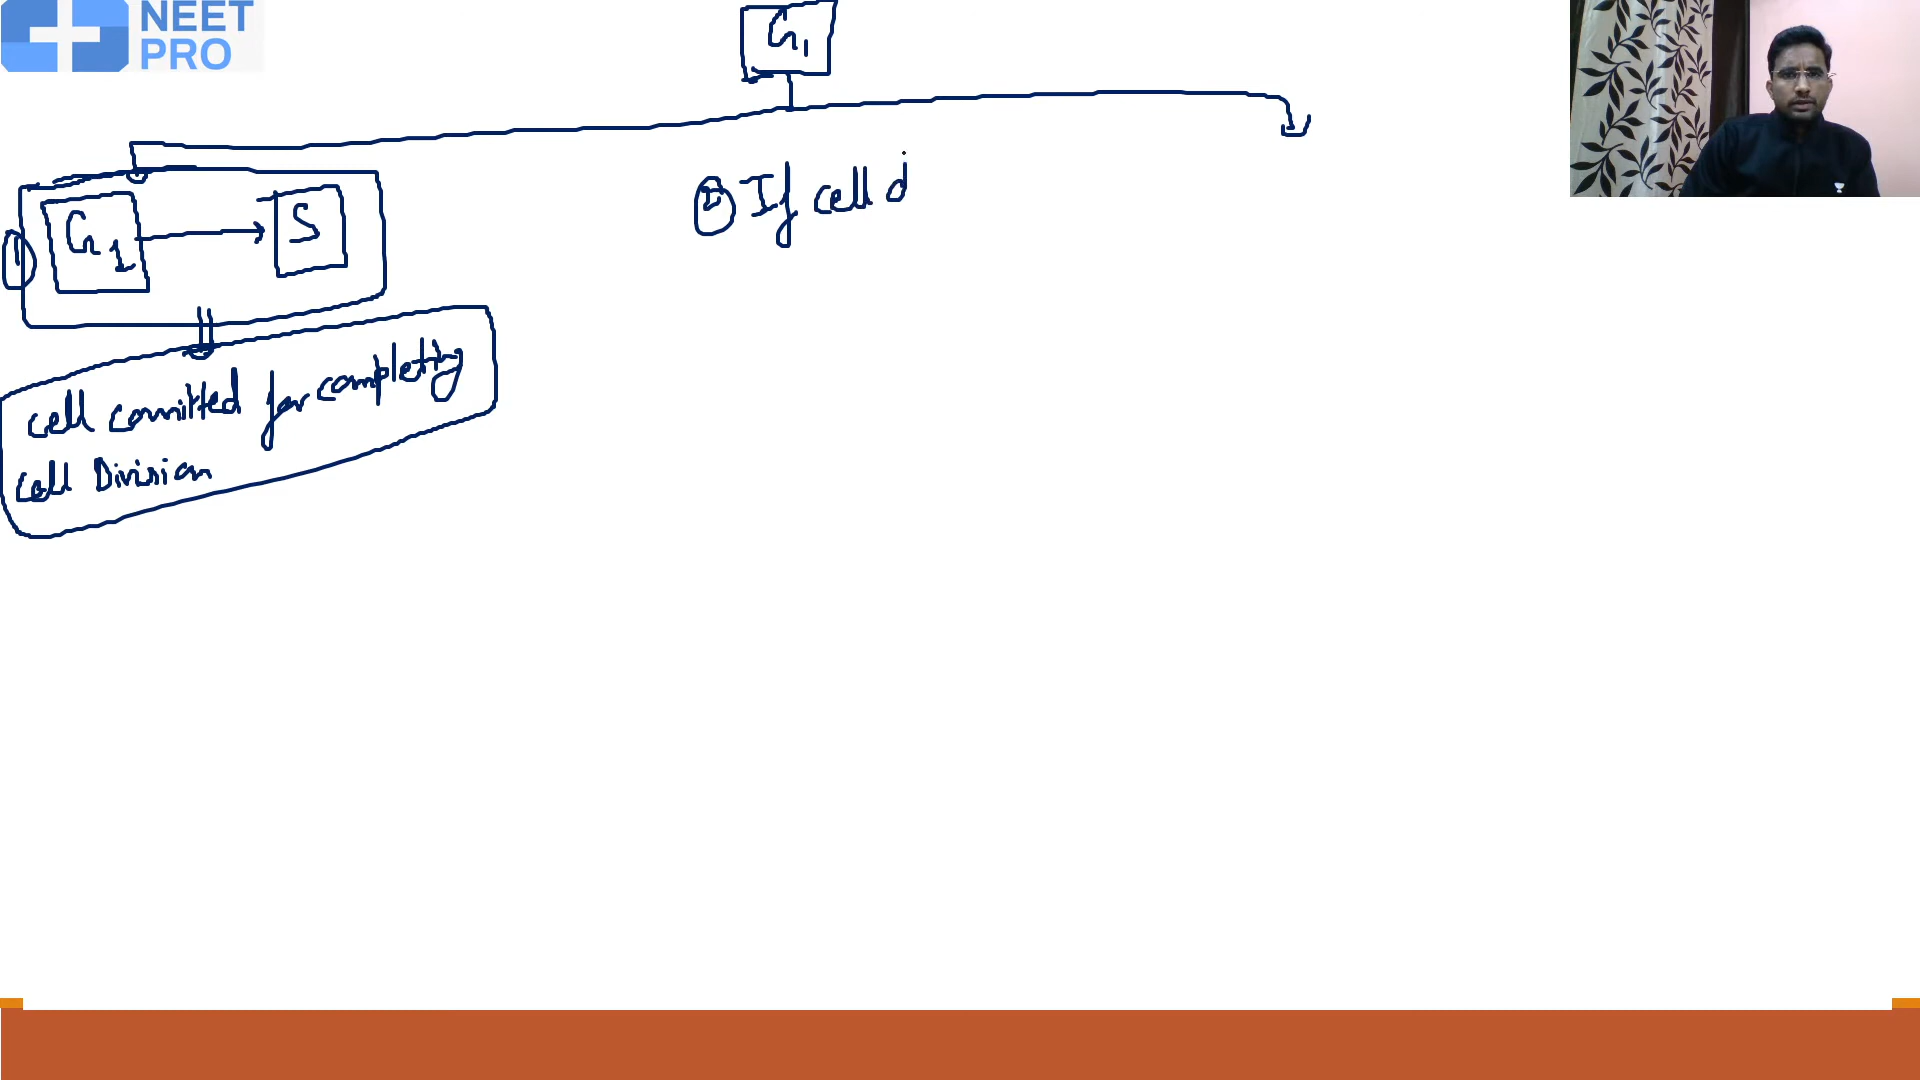 NEET
PRO
G1
G1 → S
① 
② If cell d
cell committed for completing
cell Division